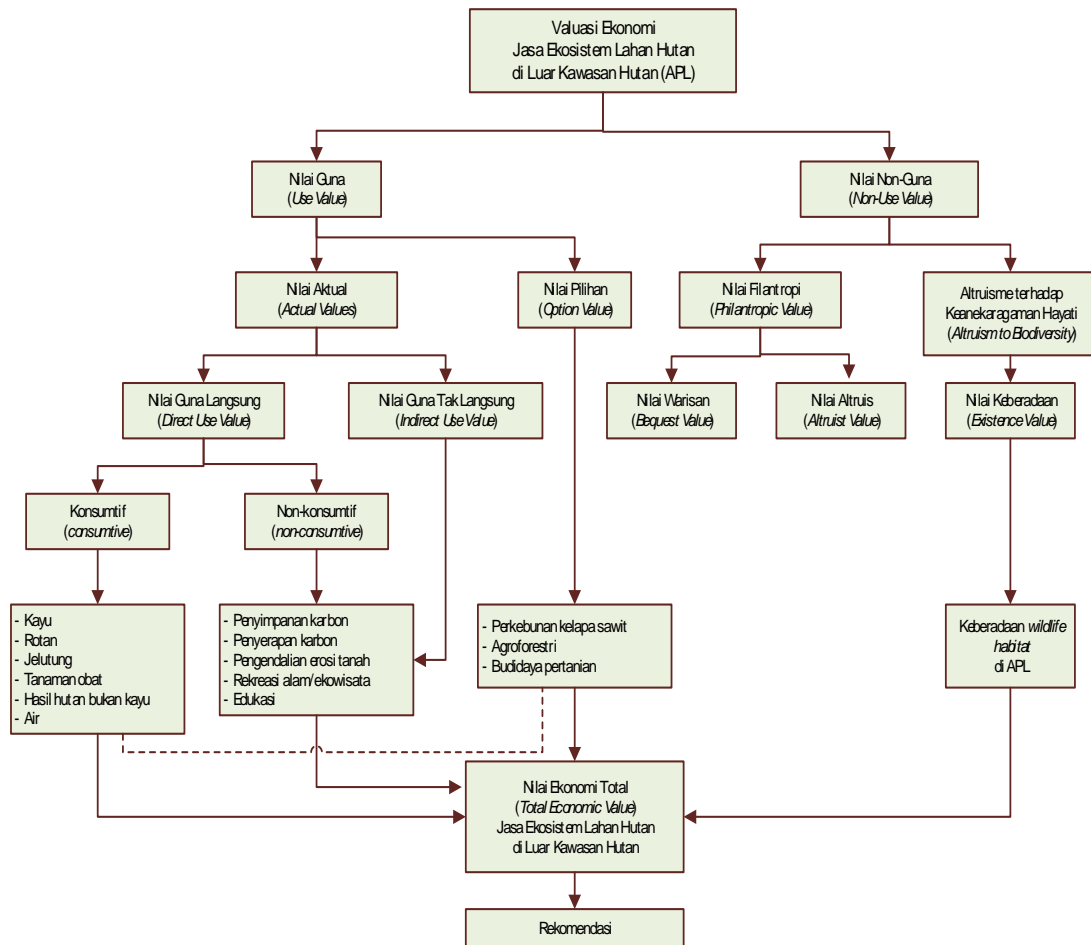 Valuasi Ekonomi
Jasa Ekosistem Lahan Hutan
di Luar Kawasan Hutan (APL)
Nilai Guna
(Use Value)
Nilai Non-Guna
(Non-Use Value)
Nilai Aktual
(Actual Values)
Nilai Pilihan
(Option Value)
Nilai Filantropi
(Philantropic Value)
Altruisme terhadap
Keanekaragaman Hayati
(Altruism to Biodiversity)
Nilai Guna Langsung
(Direct Use Value)
Nilai Guna Tak Langsung
(Indirect Use Value)
Nilai Warisan
(Bequest Value)
Nilai Altruis
(Altruist Value)
Nilai Keberadaan
(Existence Value)
Konsumtif
(consumtive)
Non-konsumtif
(non-consumtive)
- Kayu
- Rotan
- Jelutung
- Tanaman obat
- Hasil hutan bukan kayu
- Air
- Penyimpanan karbon
- Penyerapan karbon
- Pengendalian erosi tanah
- Rekreasi alam/ekowisata
- Edukasi
- Perkebunan kelapa sawit
- Agroforestri
- Budidaya pertanian
Keberadaan wildlife
habitat
di APL
Nilai Ekonomi Total
(Total Economic Value)
Jasa Ekosistem Lahan Hutan
di Luar Kawasan Hutan
Rekomendasi